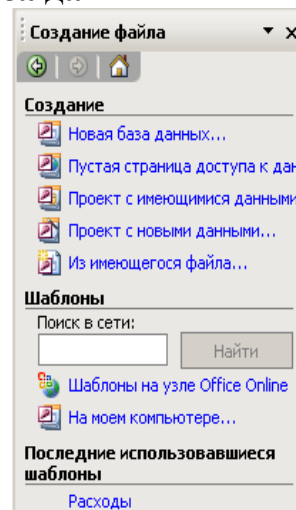 Создание файла
Создание
Новая база данных...
Пустая страница доступа к дан
Проект с имеющимися данными
Проект с новыми данными...
Из имеющегося файла...
Шаблоны
Поиск в сети:
Найти
Шаблоны на узле Office Online
На моем компьютере...
Последние использовавшиеся
шаблоны
Расходы